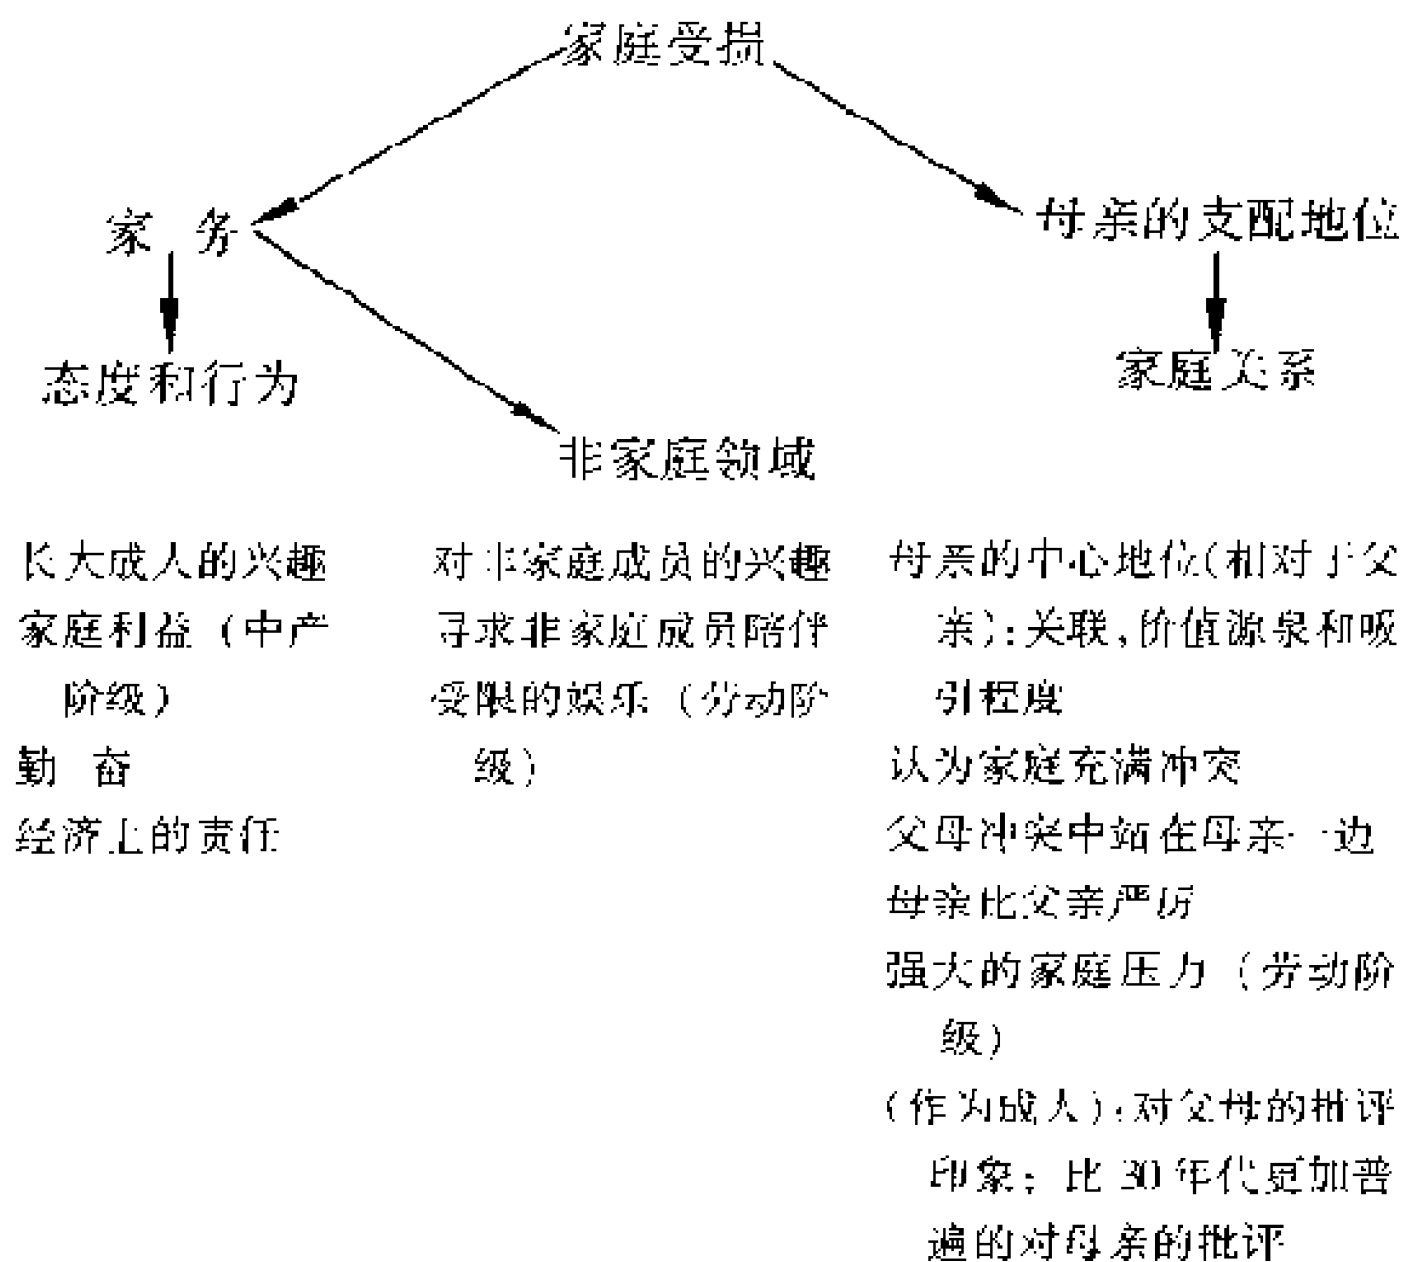 家庭受损
家 务
母亲的支配地位
态度和行为
家庭关系
非家庭领域
长大成人的兴趣
家庭利益（中产
阶级）
勤 奋
经济上的责任
对非家庭成员的兴趣
寻求非家庭成员陪伴
受限的娱乐（劳动阶
级）
母亲的中心地位(相对于父
亲):关联,价值源泉和吸
引程度
认为家庭充满冲突
父母冲突中站在母亲一边
母亲比父亲严厉
强大的家庭压力（劳动阶
级）
(作为成人):对父母的批评
印象；比 30 年代更加普
遍的对母亲的批评